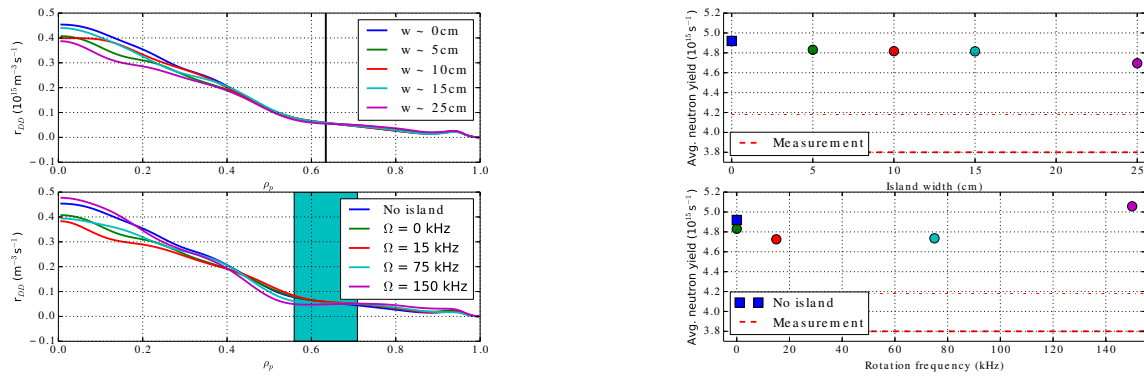 0.5
0.4
0.3
0.2
0.1
0.0
−0.1
r_DD (10¹⁵ m⁻³ s⁻¹)
w ~ 0cm
w ~ 5cm
w ~ 10cm
w ~ 15cm
w ~ 25cm
0.0 0.2 0.4 0.6 0.8 1.0
ρ_p
5.2
5.0
4.8
4.6
4.4
4.2
4.0
3.8
Avg. neutron yield (10¹⁵ s⁻¹)
Measurement
0 5 10 15 20 25
Island width (cm)
0.5
0.4
0.3
0.2
0.1
0.0
−0.1
r_DD (m⁻³ s⁻¹)
No island
Ω = 0 kHz
Ω = 15 kHz
Ω = 75 kHz
Ω = 150 kHz
0.0 0.2 0.4 0.6 0.8 1.0
ρ_p
5.2
5.0
4.8
4.6
4.4
4.2
4.0
3.8
Avg. neutron yield (10¹⁵ s⁻¹)
No island
Measurement
0 20 40 60 80 100 120 140
Rotation frequency (kHz)